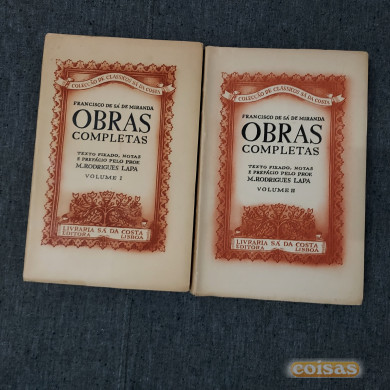 COLECÇÃO DE CLÁSSICOS SÁ DA COSTA
FRANCISCO DE SÁ DE MIRANDA
OBRAS
COMPLETAS
TEXTO FIXADO, NOTAS
E PREFÁCIO PELO PROF.
M. RODRIGUES LAPA
VOLUME I
LIVRARIA SÁ DA COSTA
EDITORA LISBOA
COLECÇÃO DE CLÁSSICOS SÁ DA COSTA
FRANCISCO DE SÁ DE MIRANDA
OBRAS
COMPLETAS
TEXTO FIXADO, NOTAS
E PREFÁCIO PELO PROF.
M. RODRIGUES LAPA
VOLUME II
LIVRARIA SÁ DA COSTA
EDITORA LISBOA
coisas